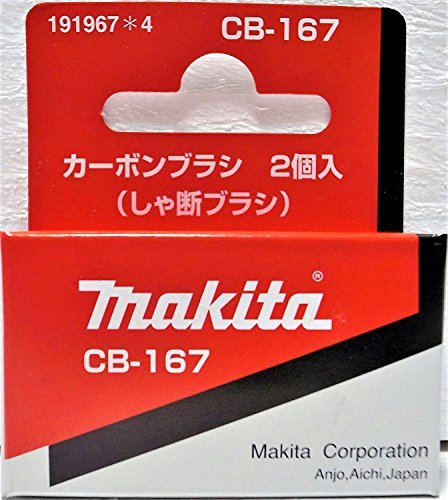 191967＊4 CB-167
カーボンブラシ 2個入
(しゃ断ブラシ)
makita®
CB-167
Makita Corporation
Anjo,Aichi,Japan